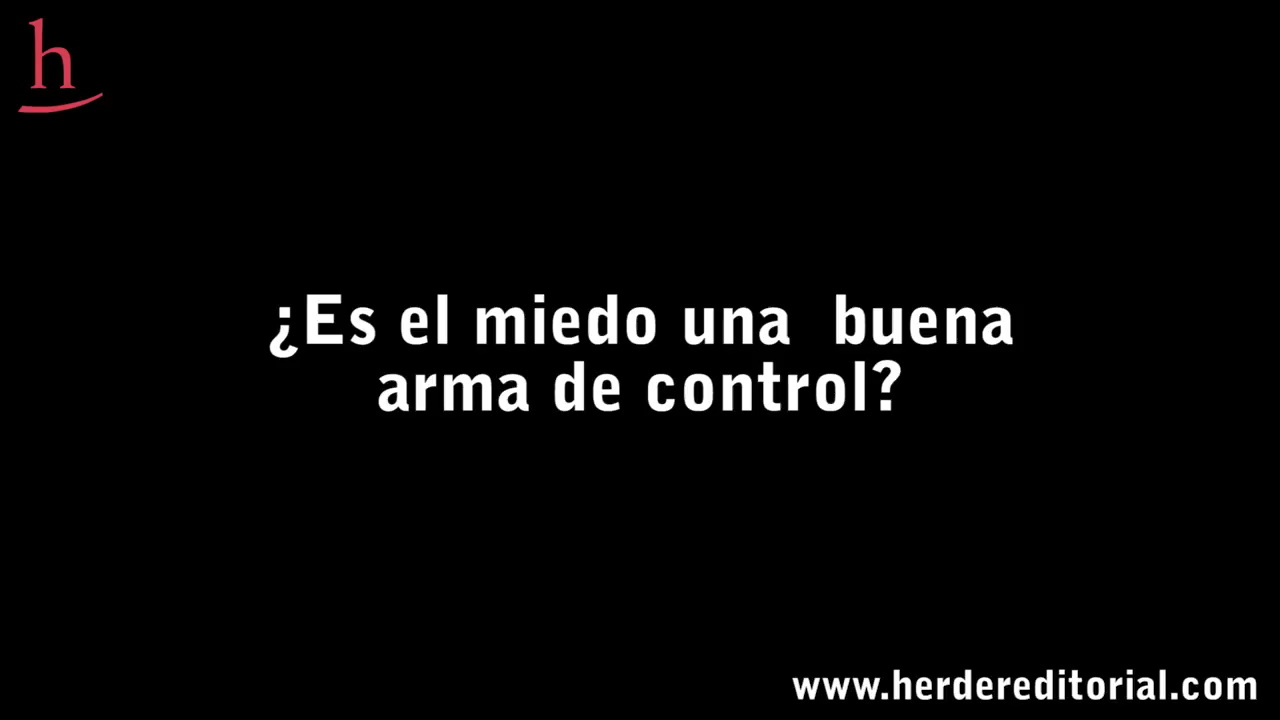 h
¿Es el miedo una  buena
arma de control?
www.herdereditorial.com